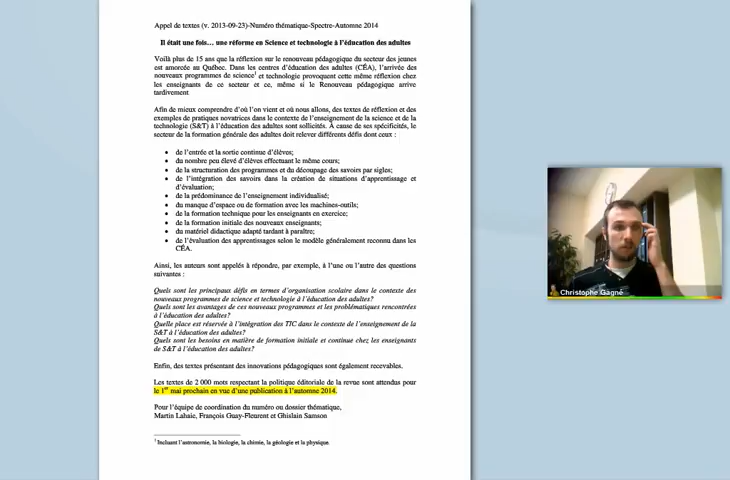 Appel de textes (v. 2013-09-23)-Numéro thématique-Spectre-Automne 2014
Il était une fois… une réforme en Science et technologie à l'éducation des adultes
Voilà plus de 15 ans que la réflexion sur le renouveau pédagogique du secteur des jeunes
est amorcée au Québec. Dans les centres d'éducation des adultes (CÉA), l'arrivée des
nouveaux programmes de science¹ et technologie provoquent cette même réflexion chez
les enseignants de ce secteur et ce, même si le Renouveau pédagogique arrive
tardivement
Afin de mieux comprendre d'où l'on vient et où nous allons, des textes de réflexion et des
exemples de pratiques novatrices dans le contexte de l'enseignement de la science et de la
technologie (S&T) à l'éducation des adultes sont sollicités. À cause de ses spécificités, le
secteur de la formation générale des adultes doit relever différents défis dont ceux :
• de l'entrée et la sortie continue d'élèves;
• du nombre peu élevé d'élèves effectuant le même cours;
• de la structuration des programmes et du découpage des savoirs par sigles;
• de l'intégration des savoirs dans la création de situations d'apprentissage et
d'évaluation;
• de la prédominance de l'enseignement individualisé;
• du manque d'espace ou de formation avec les machines-outils;
• de la formation technique pour les enseignants en exercice;
• de la formation initiale des nouveaux enseignants;
• du matériel didactique adapté tardant à paraître;
• de l'évaluation des apprentissages selon le modèle généralement reconnu dans les
CÉA.
Ainsi, les auteurs sont appelés à répondre, par exemple, à l'une ou l'autre des questions
suivantes :
Quels sont les principaux défis en termes d'organisation scolaire dans le contexte des
nouveaux programmes de science et technologie à l'éducation des adultes?
Quels sont les avantages de ces nouveaux programmes et les problématiques rencontrées
à l'éducation des adultes?
Quelle place est réservée à l'intégration des TIC dans le contexte de l'enseignement de la
S&T à l'éducation des adultes?
Quels sont les besoins en matière de formation initiale et continue chez les enseignants
de S&T à l'éducation des adultes?
Enfin, des textes présentant des innovations pédagogiques sont également recevables.
Les textes de 2 000 mots respectant la politique éditoriale de la revue sont attendus pour
le 1er mai prochain en vue d'une publication à l'automne 2014.
Pour l'équipe de coordination du numéro ou dossier thématique,
Martin Lahaie, François Guay-Fleurent et Ghislain Samson
¹ Incluant l'astronomie, la biologie, la chimie, la géologie et la physique.
Christophe Gagné